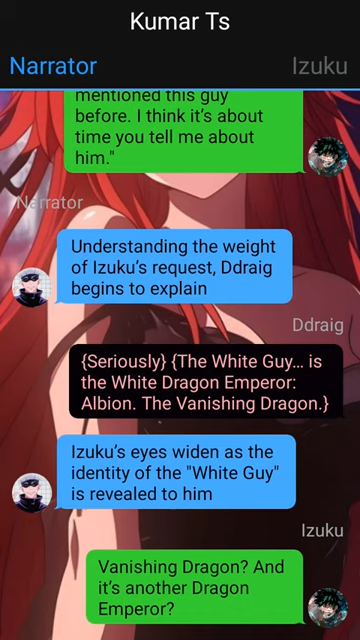 Kumar Ts
Narrator
Izuku
mentioned this guy
before. I think it’s about
time you tell me about
him."
Narrator
Understanding the weight
of Izuku’s request, Ddraig
begins to explain
Ddraig
{Seriously} {The White Guy... is
the White Dragon Emperor:
Albion. The Vanishing Dragon.}
Izuku’s eyes widen as the
identity of the "White Guy"
is revealed to him
Izuku
Vanishing Dragon? And
it’s another Dragon
Emperor?